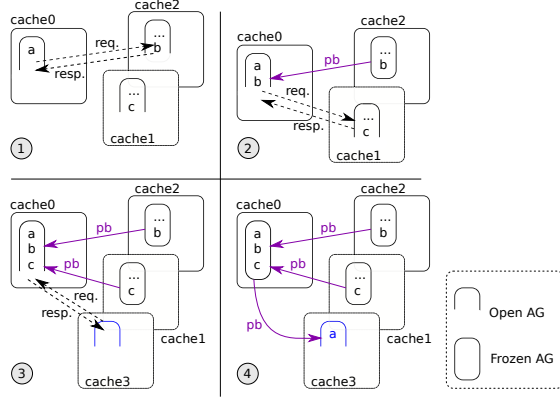 cache0
cache2
a
req.
...
b
resp.
...
c
cache1
1
cache0
cache2
a
b
pb
...
b
req.
resp.
...
c
cache1
2
cache0
cache2
a
b
c
pb
...
b
pb
...
c
req.
resp.
cache1
cache3
3
cache0
cache2
a
b
c
pb
...
b
pb
...
c
pb
a
cache1
cache3
4
Open AG
Frozen AG